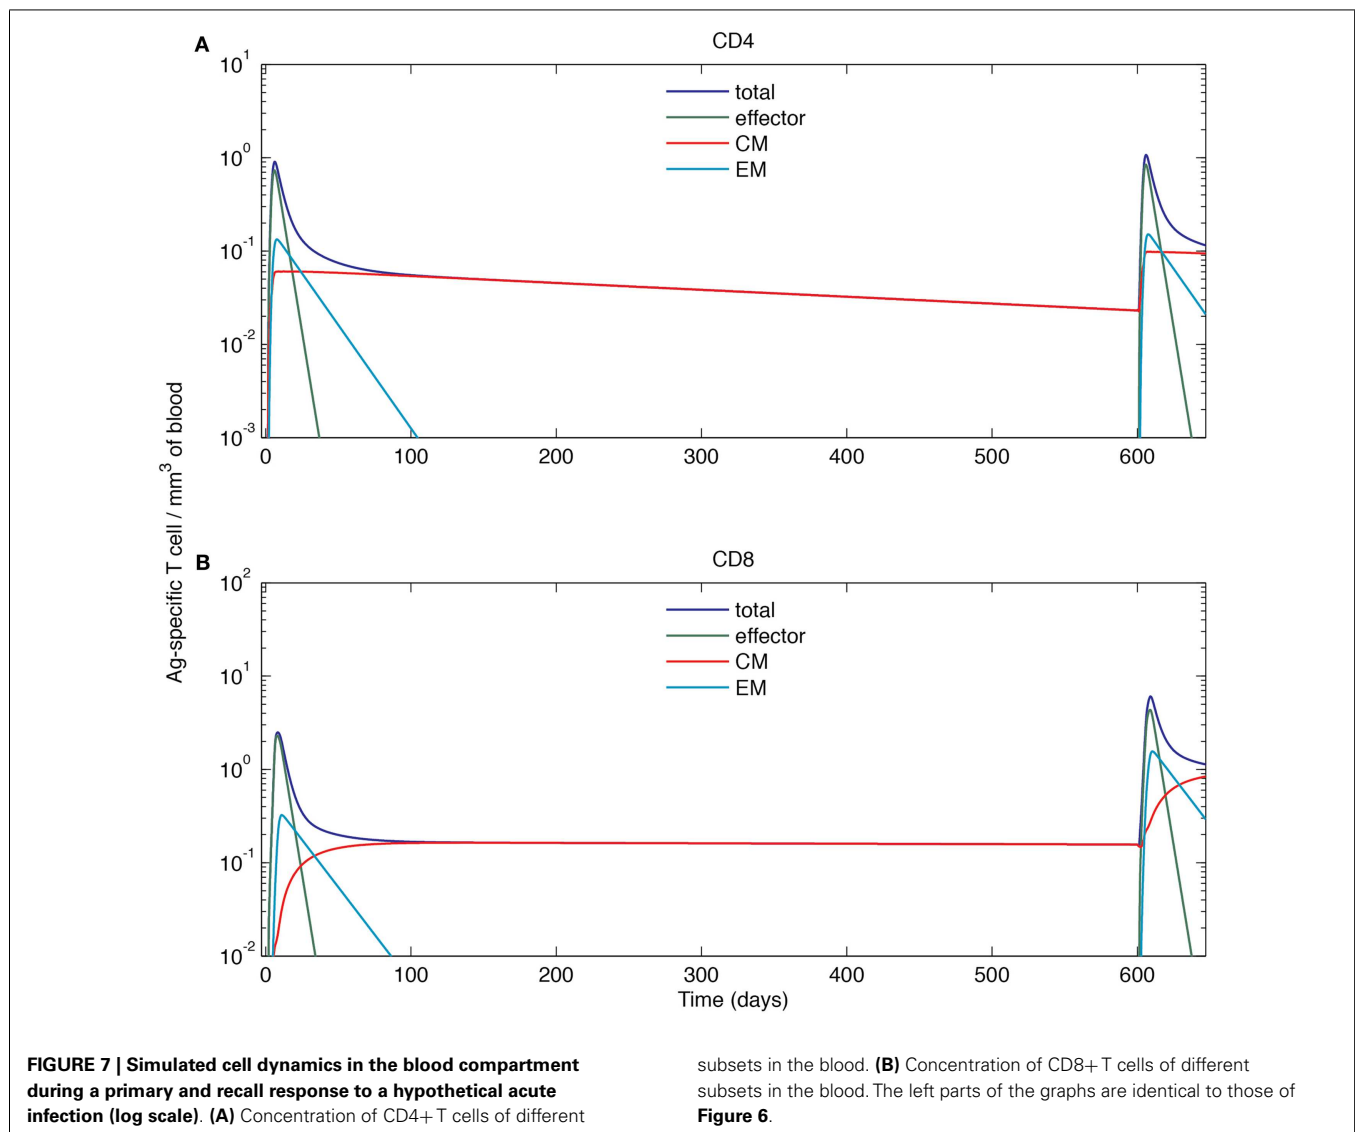 A
CD4
10^1
10^0
10^-1
10^-2
10^-3
total
effector
CM
EM
0 100 200 300 400 500 600
Ag-specific T cell / mm^3 of blood
B
CD8
10^2
10^1
10^0
10^-1
10^-2
total
effector
CM
EM
0 100 200 300 400 500 600
Time (days)
FIGURE 7 | Simulated cell dynamics in the blood compartment
during a primary and recall response to a hypothetical acute
infection (log scale). (A) Concentration of CD4+ T cells of different
subsets in the blood. (B) Concentration of CD8+ T cells of different
subsets in the blood. The left parts of the graphs are identical to those of
Figure 6.